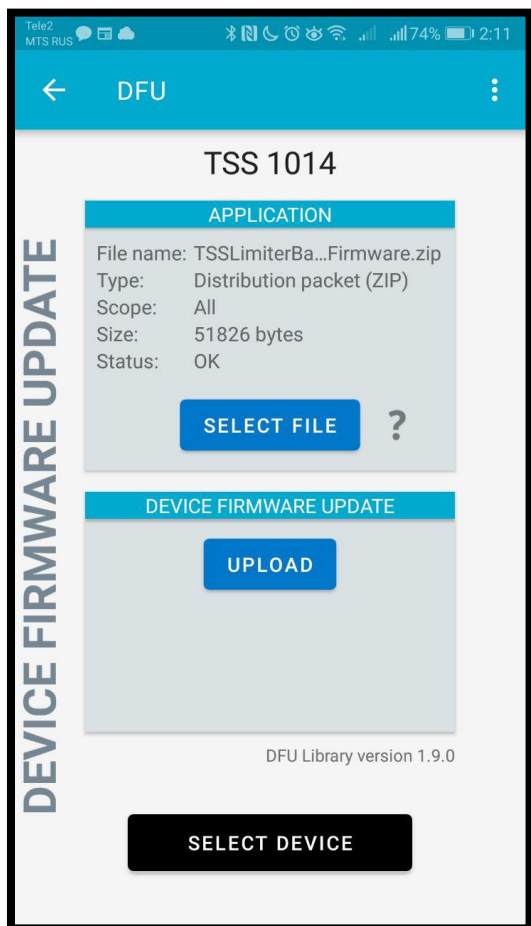 Tele2
MTS RUS
74% 2:11
DFU
TSS 1014
APPLICATION
File name: TSSLimiterBa...Firmware.zip
Type: Distribution packet (ZIP)
Scope: All
Size: 51826 bytes
Status: OK
SELECT FILE ?
DEVICE FIRMWARE UPDATE
UPLOAD
DFU Library version 1.9.0
SELECT DEVICE
DEVICE FIRMWARE UPDATE